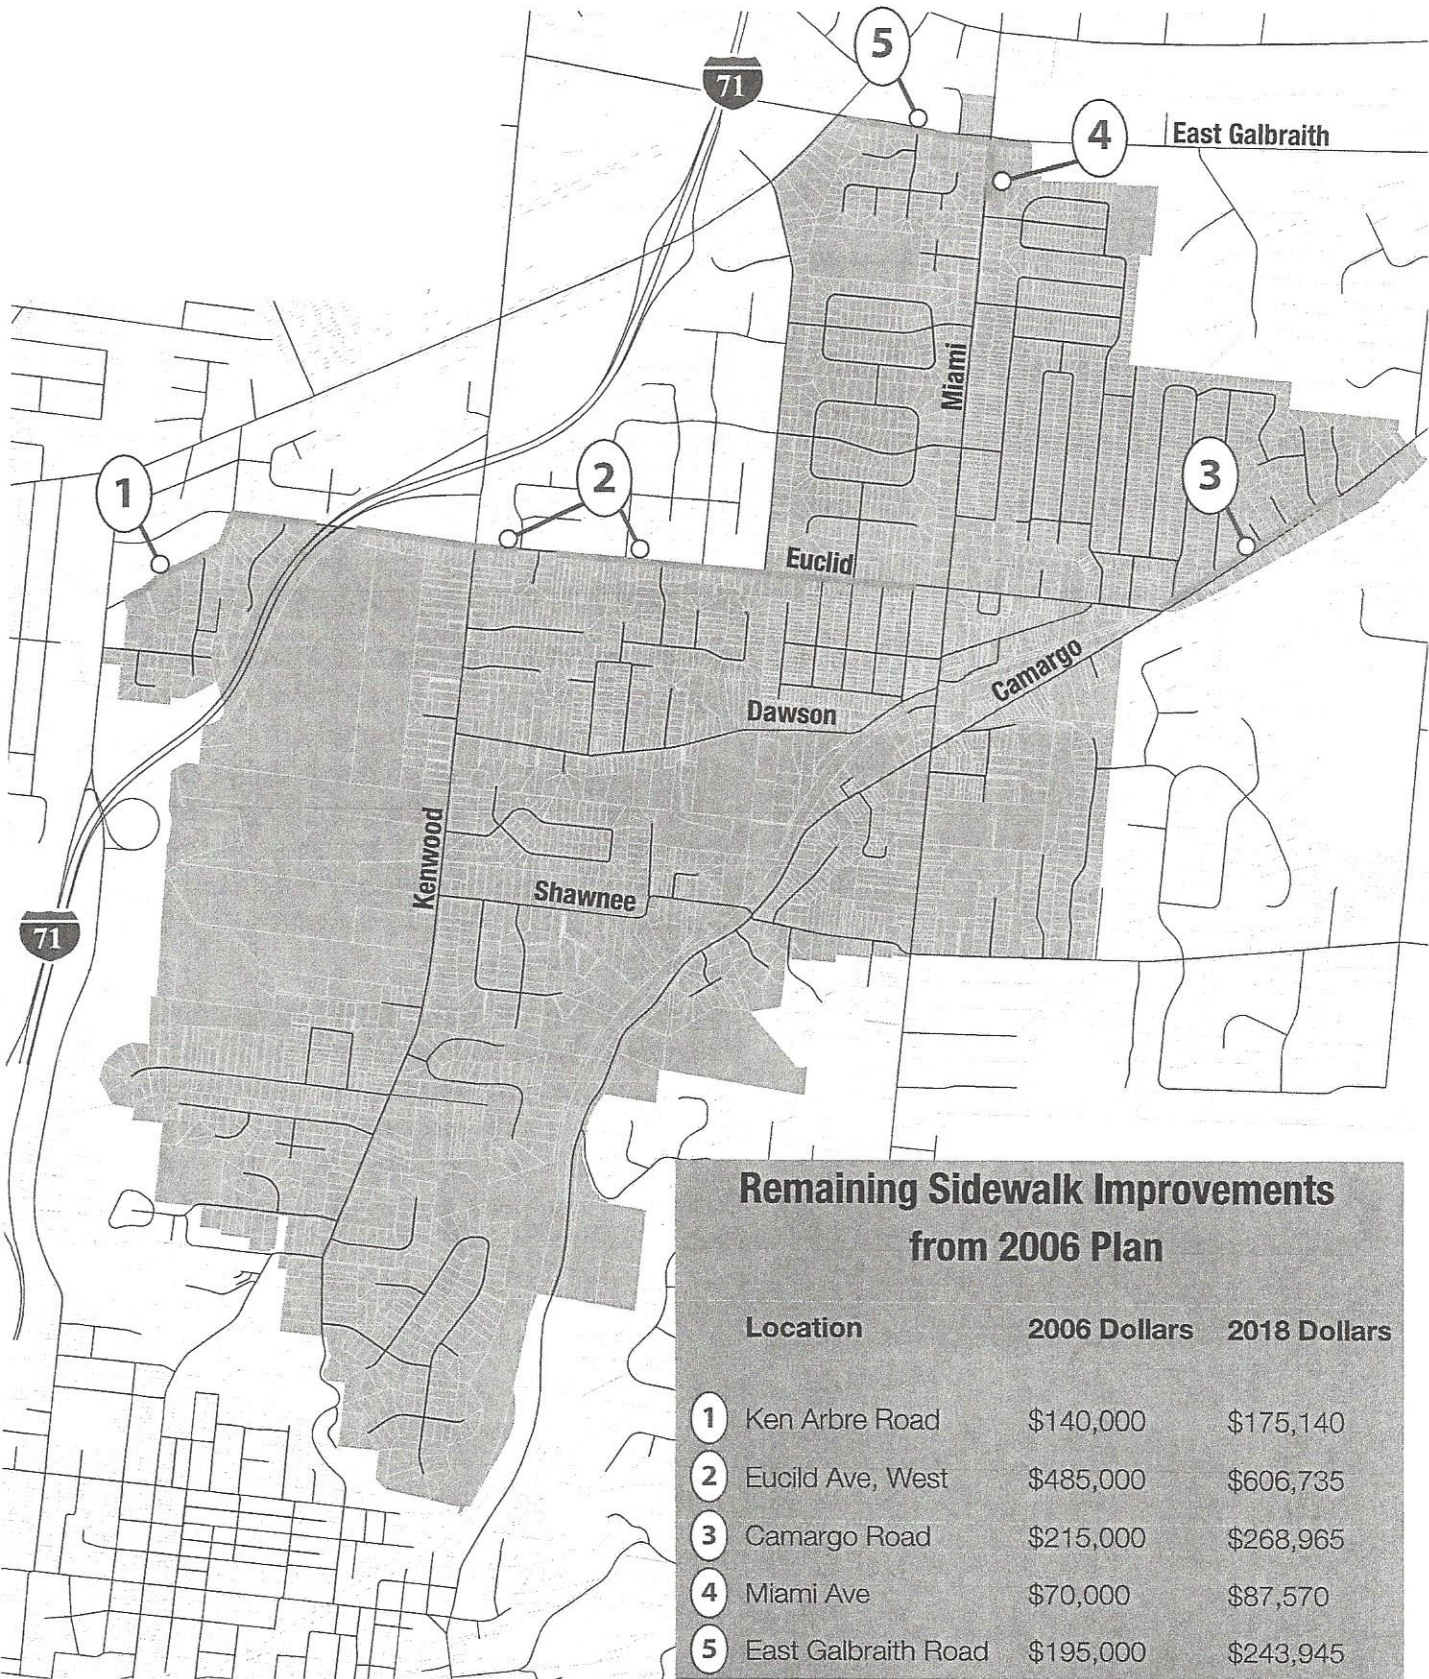 5
71
4
East Galbraith
Miami
1
2
3
Euclid
Camargo
Dawson
Kenwood
Shawnee
71
Remaining Sidewalk Improvements
from 2006 Plan
Location 2006 Dollars 2018 Dollars
1 Ken Arbre Road $140,000 $175,140
2 Eucild Ave, West $485,000 $606,735
3 Camargo Road $215,000 $268,965
4 Miami Ave $70,000 $87,570
5 East Galbraith Road $195,000 $243,945